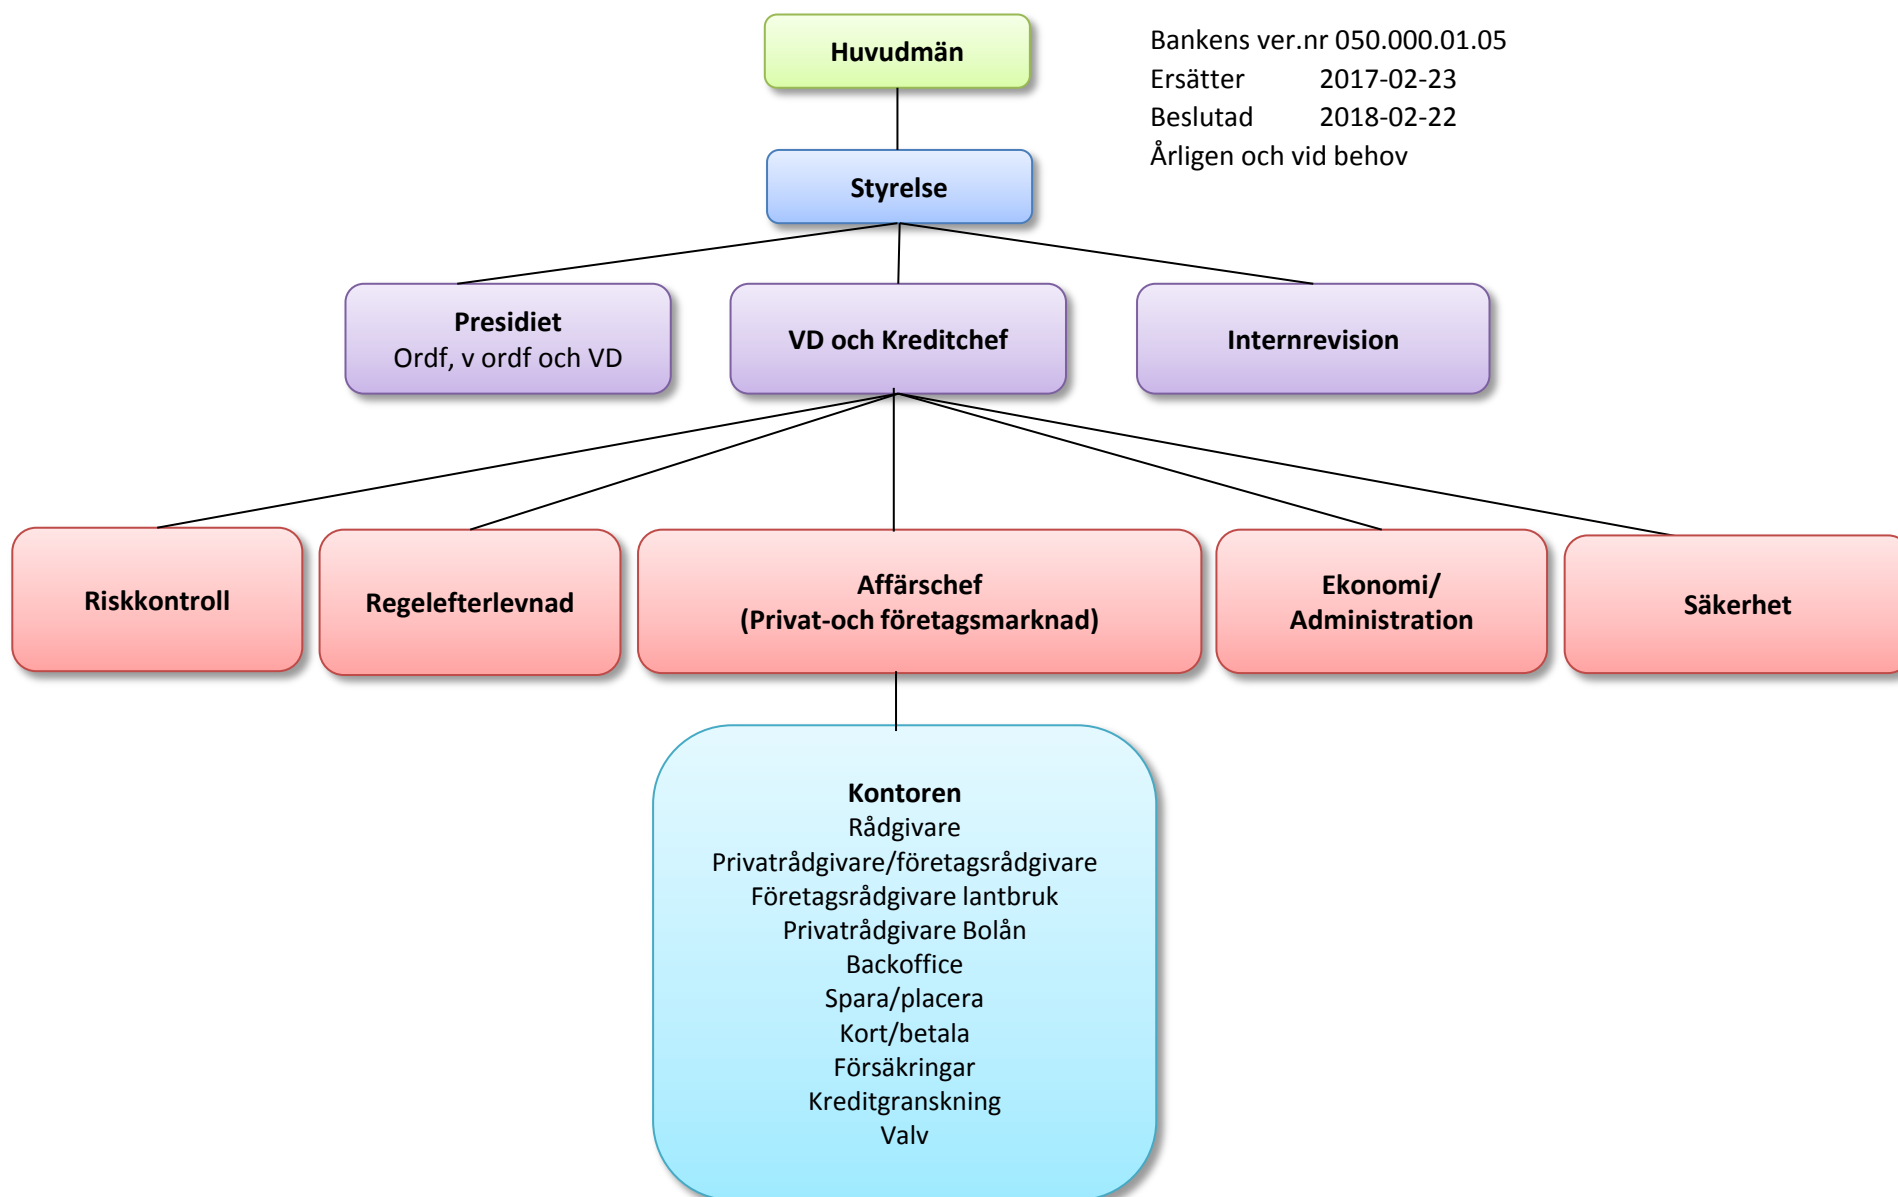 Huvudmän
Bankens ver.nr 050.000.01.05
Ersätter 2017-02-23
Beslutad 2018-02-22
Årligen och vid behov
Styrelse
Presidiet
Ordf, v ordf och VD
VD och Kreditchef
Internrevision
Riskkontroll
Regelefterlevnad
Affärschef
(Privat-och företagsmarknad)
Ekonomi/
Administration
Säkerhet
Kontoren
Rådgivare
Privatrådgivare/företagsrådgivare
Företagsrådgivare lantbruk
Privatrådgivare Bolån
Backoffice
Spara/placera
Kort/betala
Försäkringar
Kreditgranskning
Valv